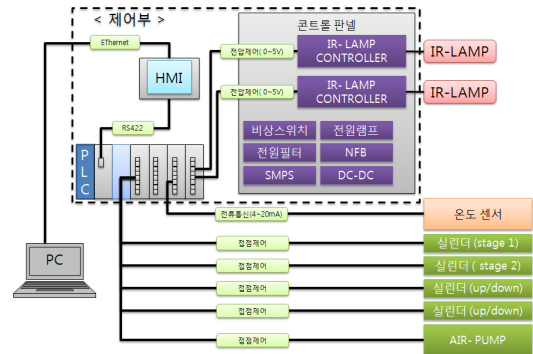 < 제어부 >
콘트롤 판넬
EThernet
전압제어( 0~5V)
IR- LAMP
CONTROLLER
IR-LAMP
HMI
전압제어( 0~5V)
IR- LAMP
CONTROLLER
IR-LAMP
RS422
비상스위치
전원램프
전원필터
NFB
SMPS
DC-DC
PLC
전류통신(4~20mA)
온도 센서
PC
접점제어
실린더 (stage 1)
접점제어
실린더 ( stage 2)
접점제어
실린더 (up/down)
접점제어
실린더 (up/down)
접점제어
AIR- PUMP